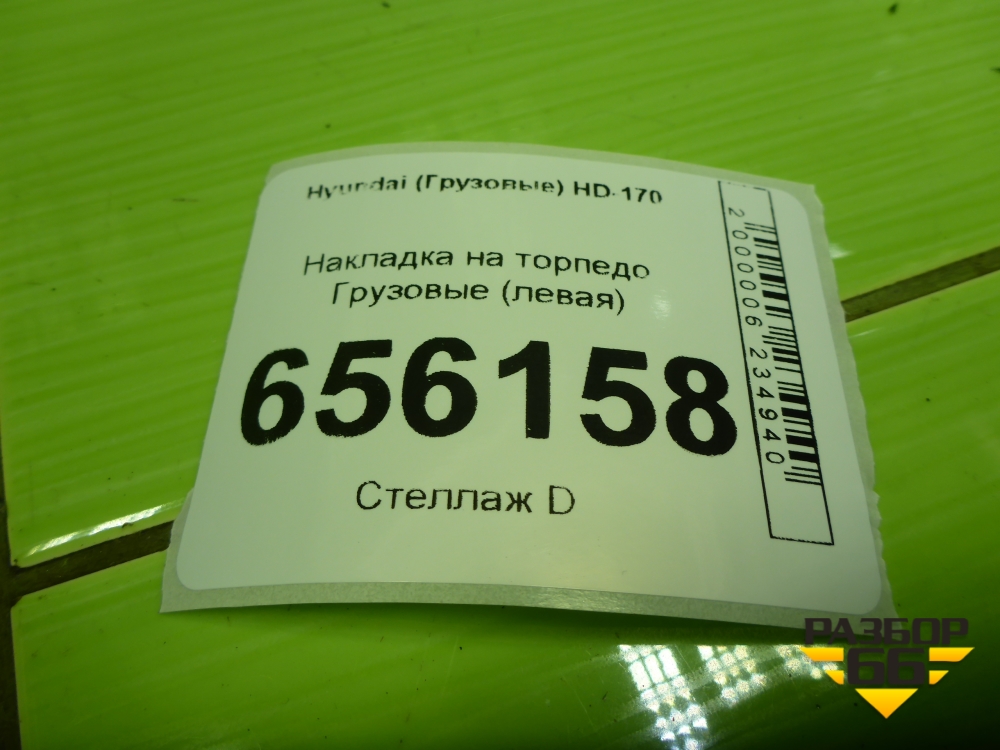 Hyundai (Грузовые) HD-170
Накладка на торпедо
Грузовые (левая)
656158
Стеллаж D
2000006234940
РАЗБОР
66